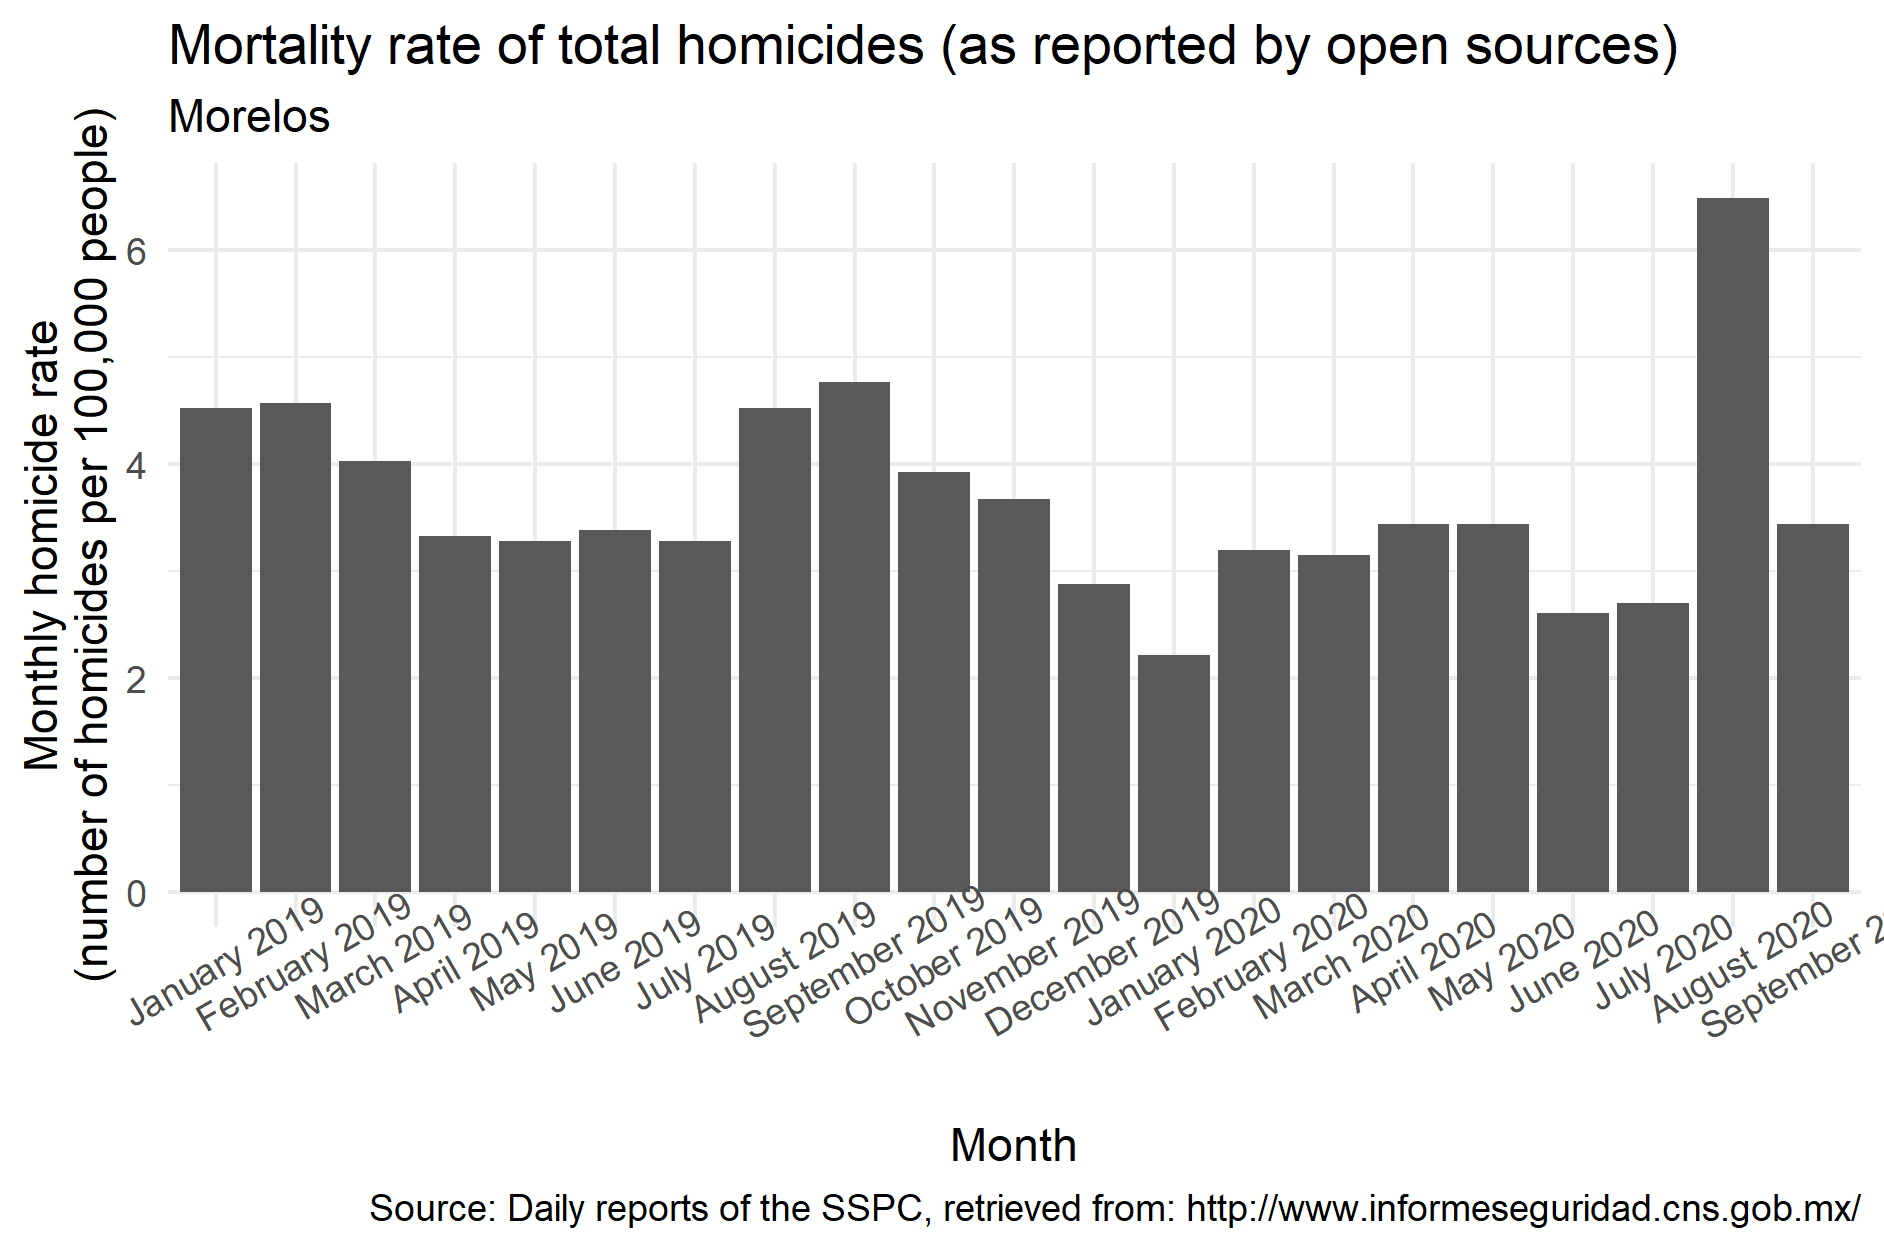 Mortality rate of total homicides (as reported by open sources)
Morelos
Monthly homicide rate
(number of homicides per 100,000 people)
6
4
2
0
January 2019
February 2019
March 2019
April 2019
May 2019
June 2019
July 2019
August 2019
September 2019
October 2019
November 2019
December 2019
January 2020
February 2020
March 2020
April 2020
May 2020
June 2020
July 2020
August 2020
September 2
Month
Source: Daily reports of the SSPC, retrieved from: http://www.informeseguridad.cns.gob.mx/